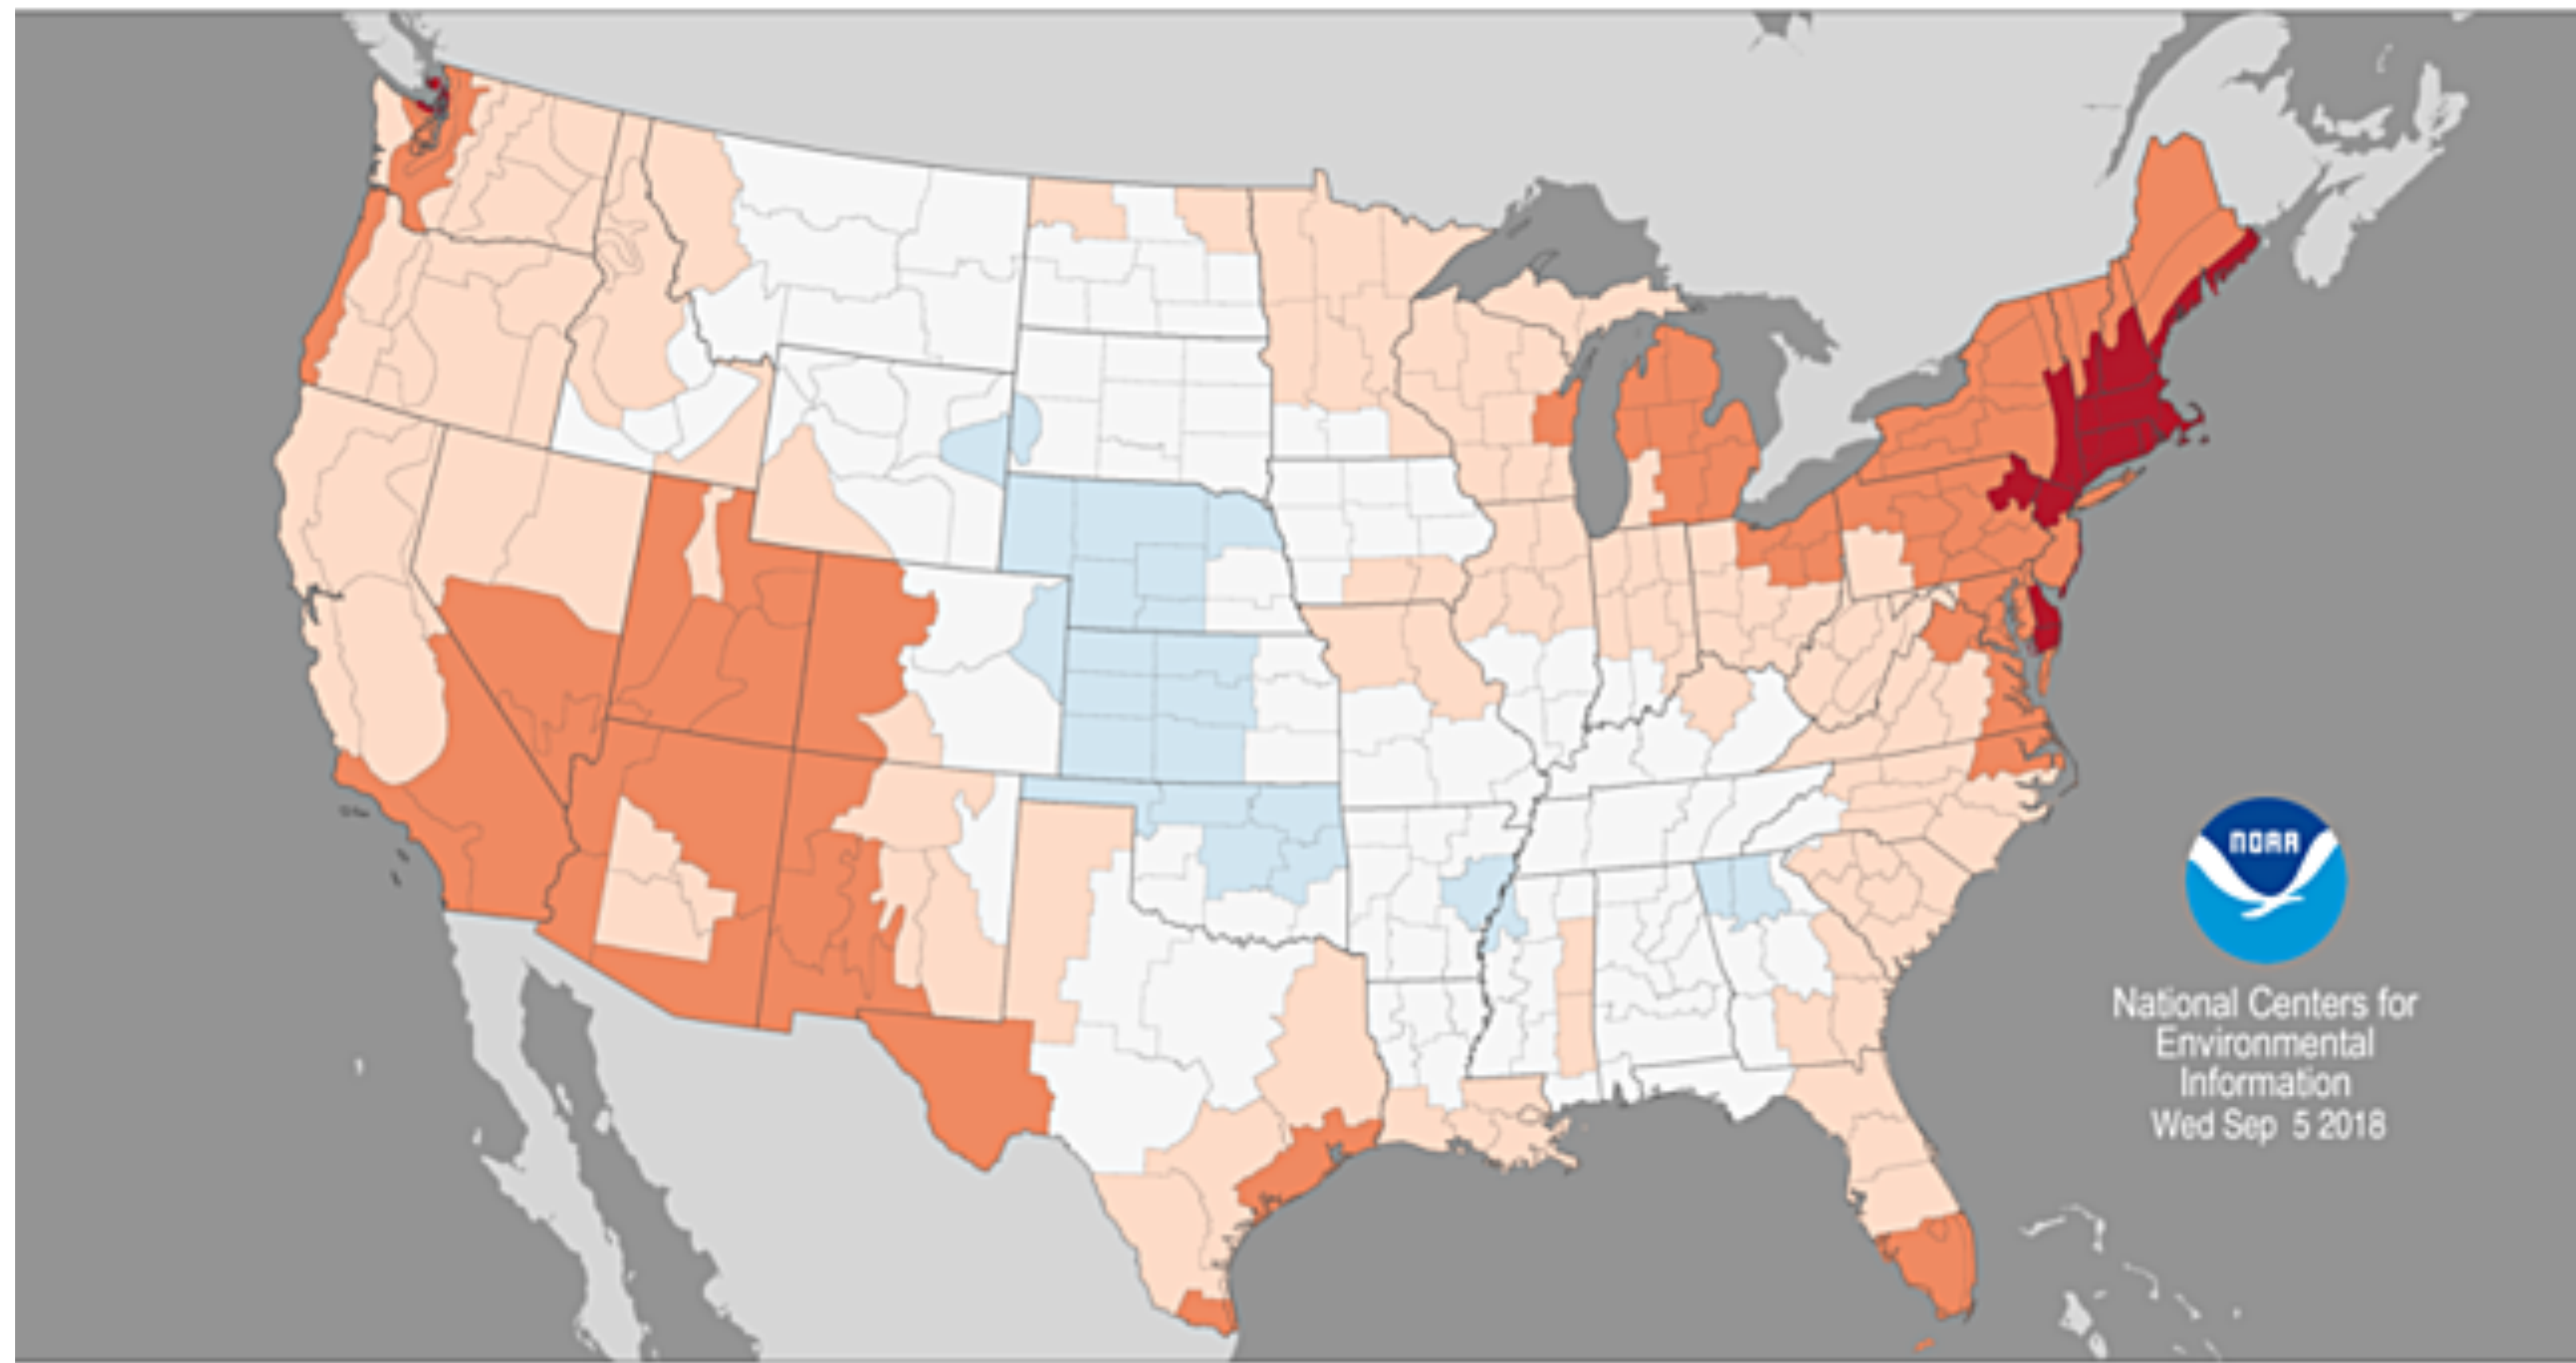 NOAA
National Centers for
Environmental
Information
Wed Sep 5 2018